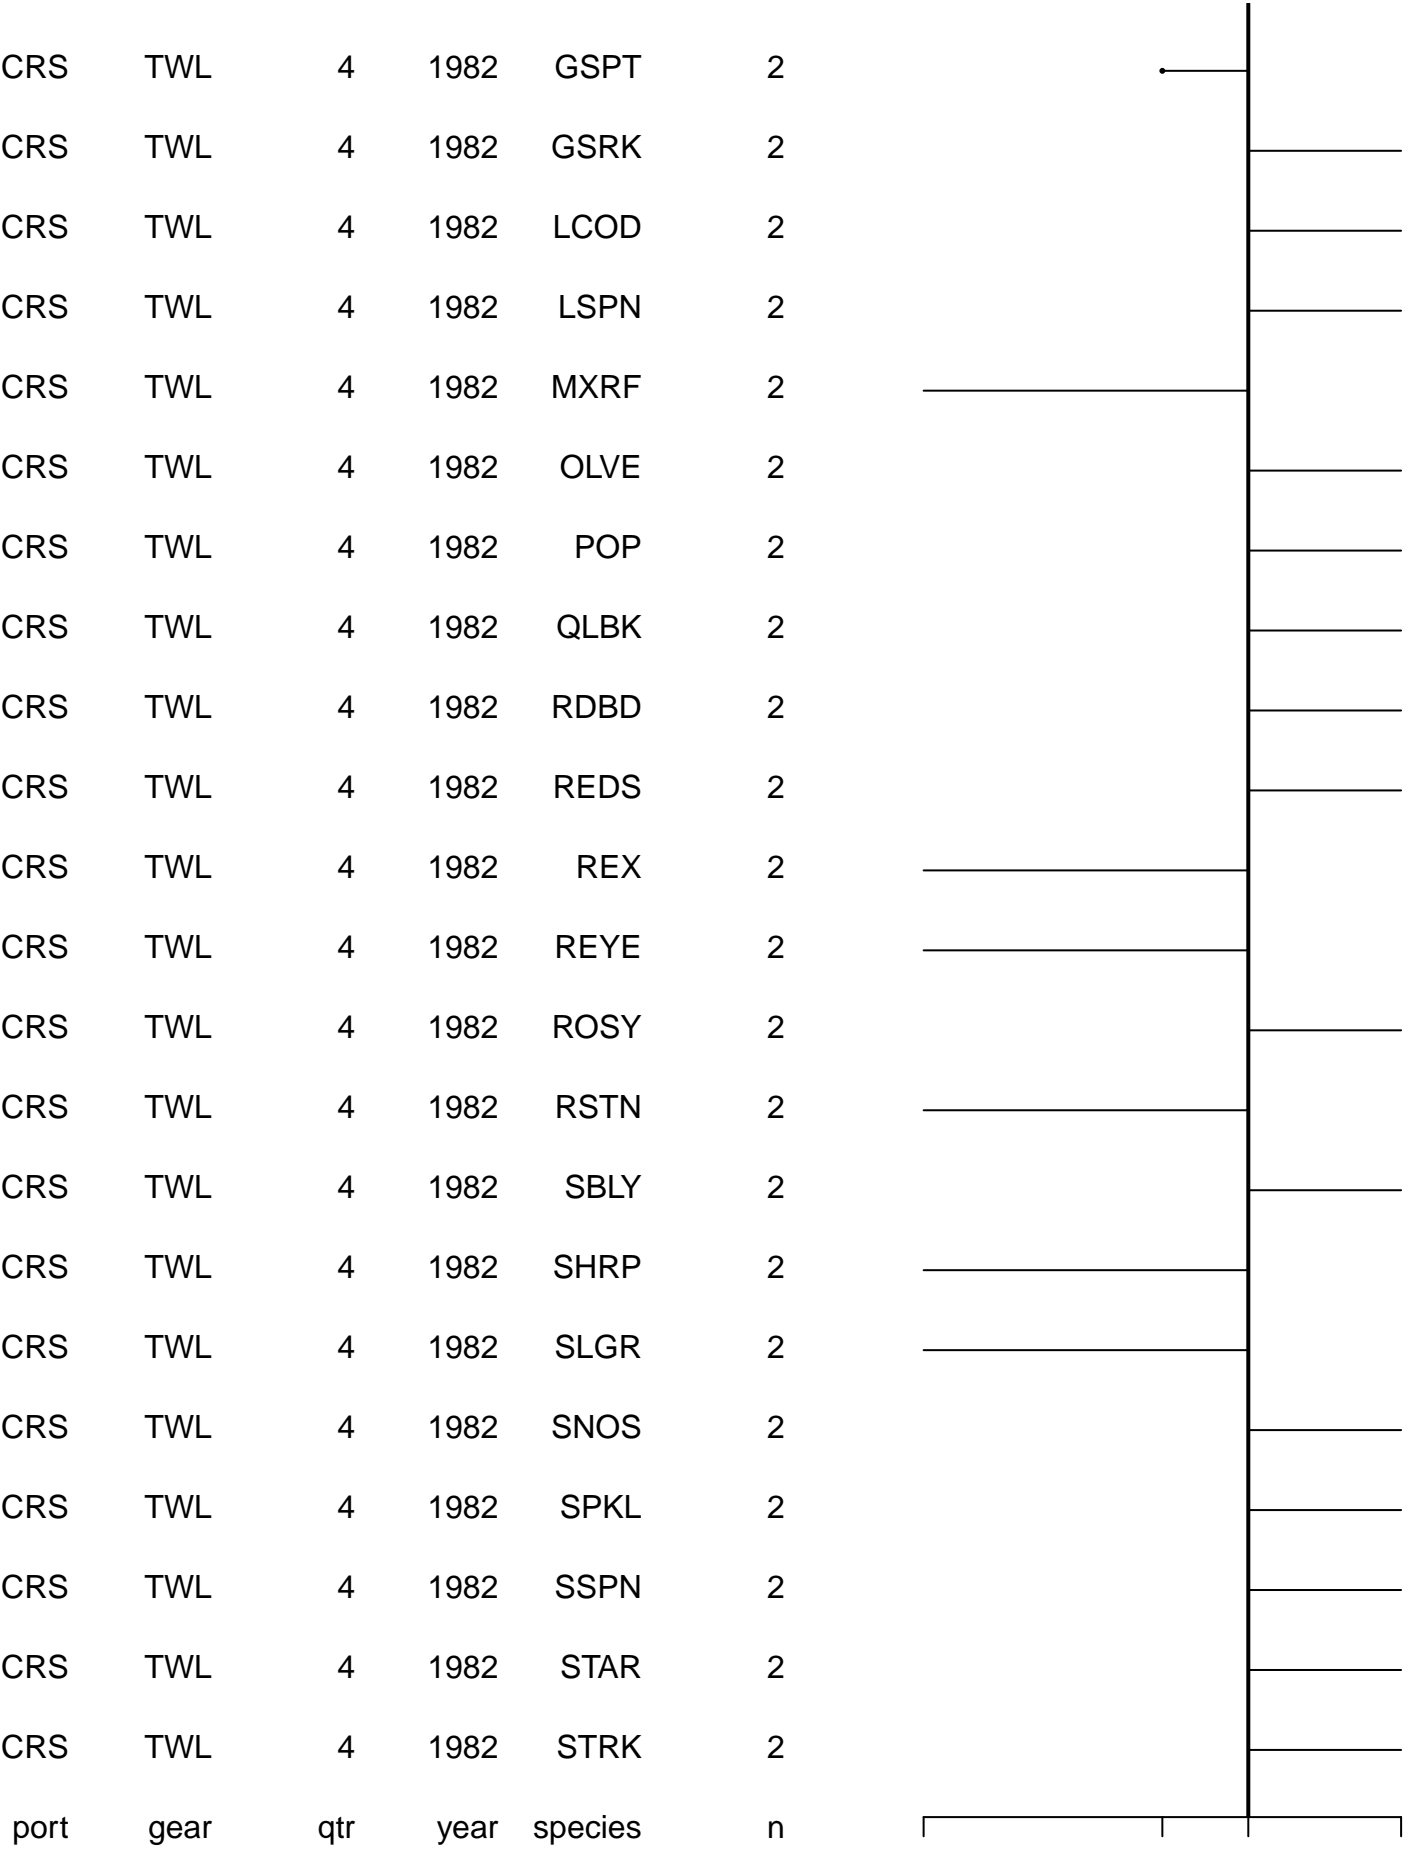 CRS TWL 4 1982 GSPT 2
CRS TWL 4 1982 GSRK 2
CRS TWL 4 1982 LCOD 2
CRS TWL 4 1982 LSPN 2
CRS TWL 4 1982 MXRF 2
CRS TWL 4 1982 OLVE 2
CRS TWL 4 1982 POP 2
CRS TWL 4 1982 QLBK 2
CRS TWL 4 1982 RDBD 2
CRS TWL 4 1982 REDS 2
CRS TWL 4 1982 REX 2
CRS TWL 4 1982 REYE 2
CRS TWL 4 1982 ROSY 2
CRS TWL 4 1982 RSTN 2
CRS TWL 4 1982 SBLY 2
CRS TWL 4 1982 SHRP 2
CRS TWL 4 1982 SLGR 2
CRS TWL 4 1982 SNOS 2
CRS TWL 4 1982 SPKL 2
CRS TWL 4 1982 SSPN 2
CRS TWL 4 1982 STAR 2
CRS TWL 4 1982 STRK 2
port gear qtr year species n